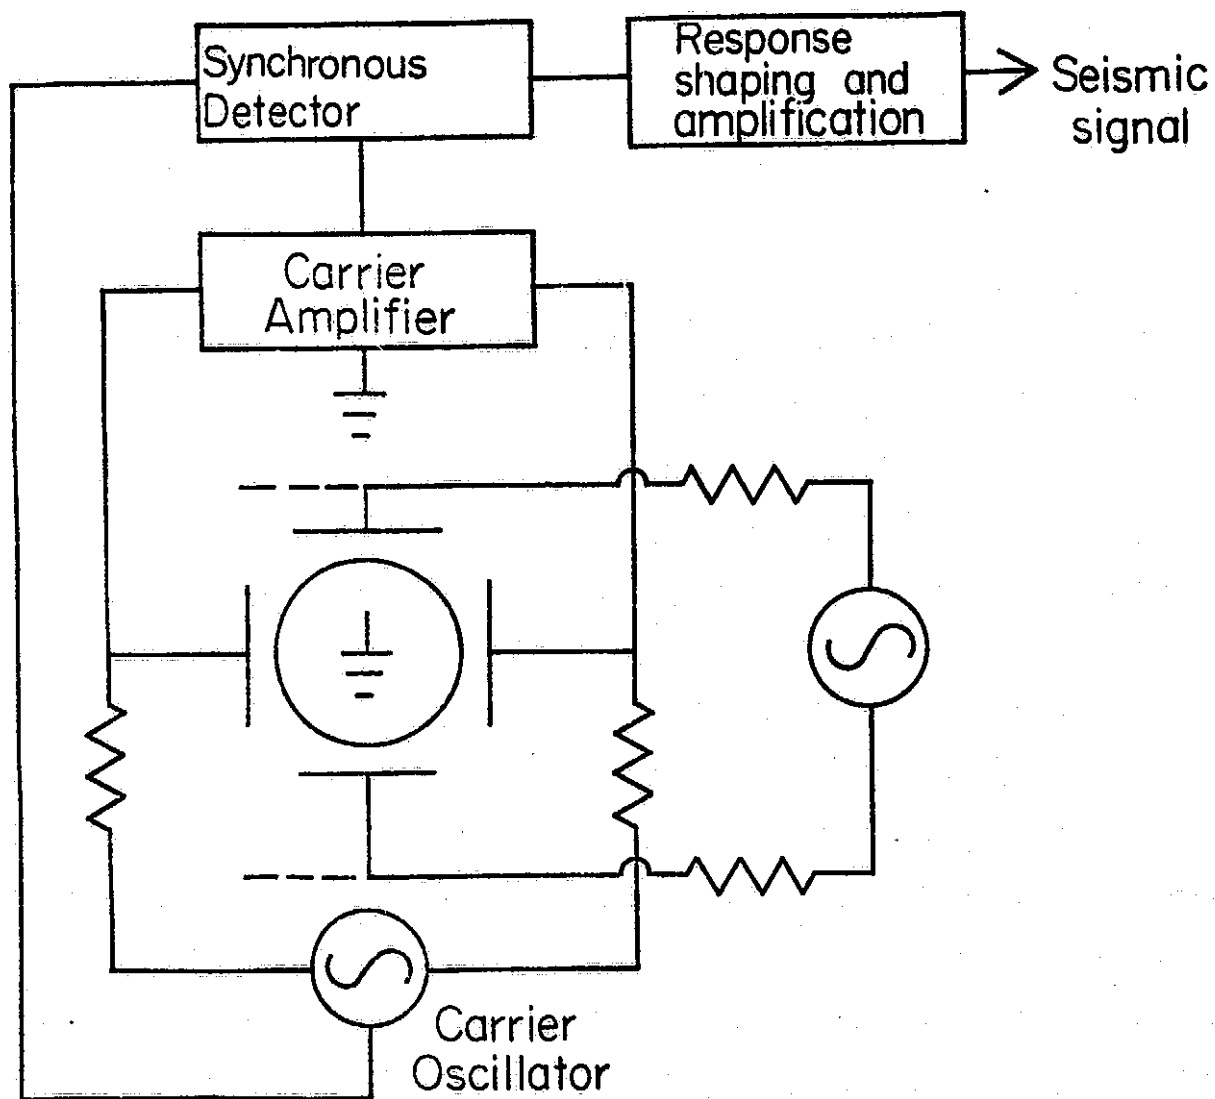 Synchronous
Detector
Response
shaping and
amplification
Seismic
signal
Carrier
Amplifier
Carrier
Oscillator